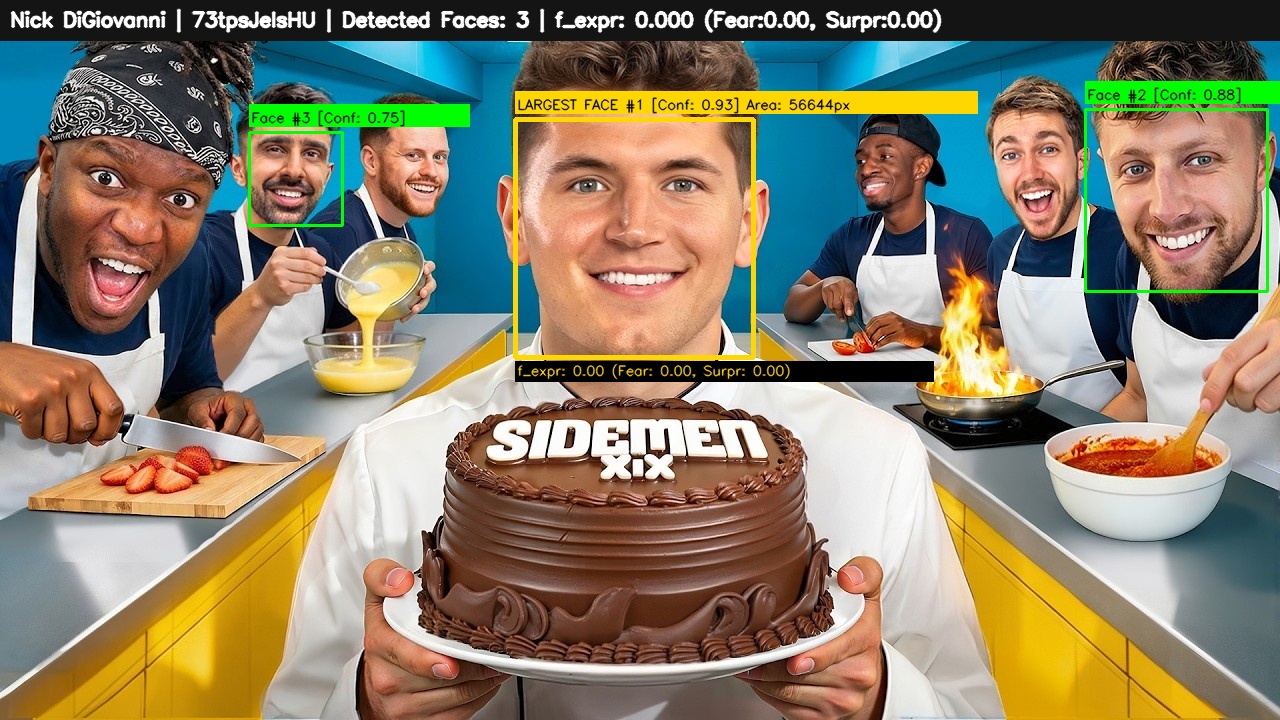 Nick DiGiovanni | 73tpsJelsHU | Detected Faces: 3 | f_expr: 0.000 (Fear:0.00, Surpr:0.00)
LARGEST FACE #1 [Conf: 0.93] Area: 56644px
Face #2 [Conf: 0.88]
Face #3 [Conf: 0.75]
f_expr: 0.00 (Fear: 0.00, Surpr: 0.00)
SIDEMEN
XIX